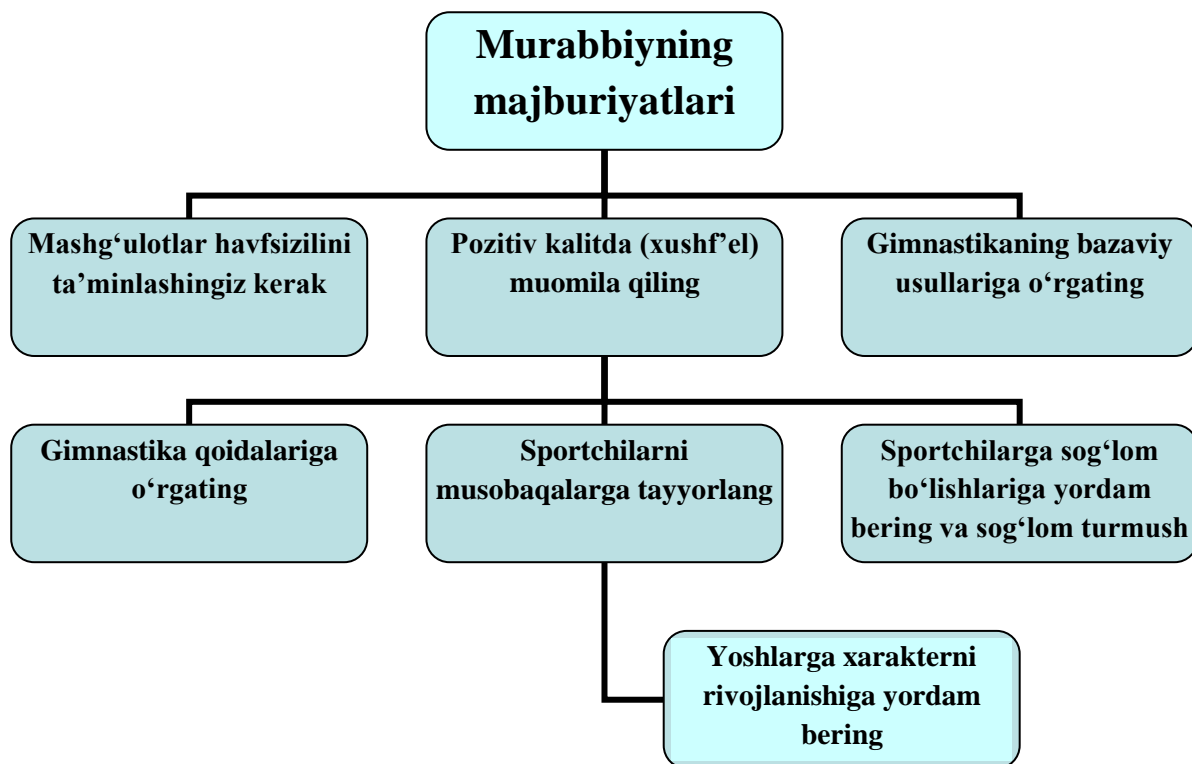 Murabbiyning
majburiyatlari
Mashg‘ulotlar havfsizilini
ta’minlashingiz kerak
Pozitiv kalitda (xushf’el)
muomila qiling
Gimnastikaning bazaviy
usullariga o‘rgating
Gimnastika qoidalariga
o‘rgating
Sportchilarni
musobaqalarga tayyorlang
Sportchilarga sog‘lom
bo‘lishlariga yordam
bering va sog‘lom turmush
Yoshlarga xarakterni
rivojlanishiga yordam
bering